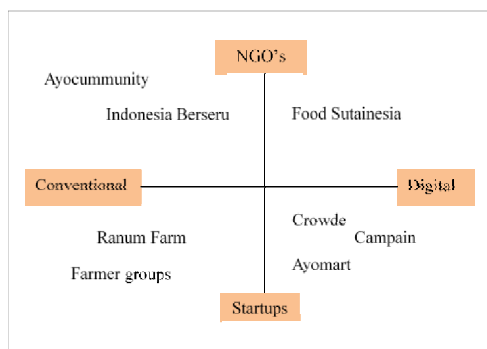 NGO's
Ayocummunity
Indonesia Berseru
Food Sutainesia
Conventional
Digital
Crowde
Ranum Farm
Campain
Ayomart
Farmer groups
Startups